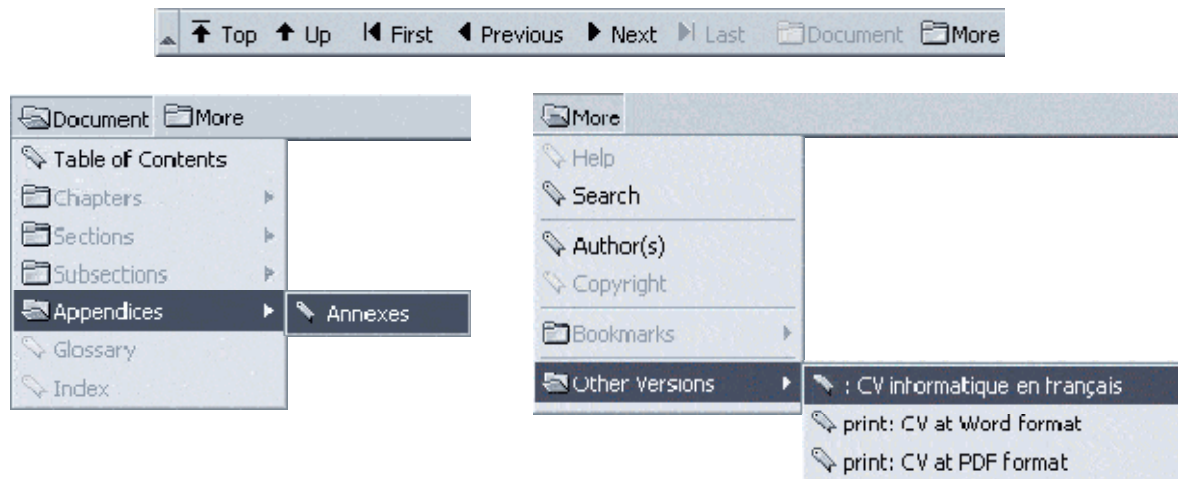 Top Up First Previous Next Last Document More
Document More
Table of Contents
Chapters
Sections
Subsections
Appendices
Annexes
Glossary
Index
More
Help
Search
Author(s)
Copyright
Bookmarks
Other Versions
: CV informatique en français
print: CV at Word format
print: CV at PDF format